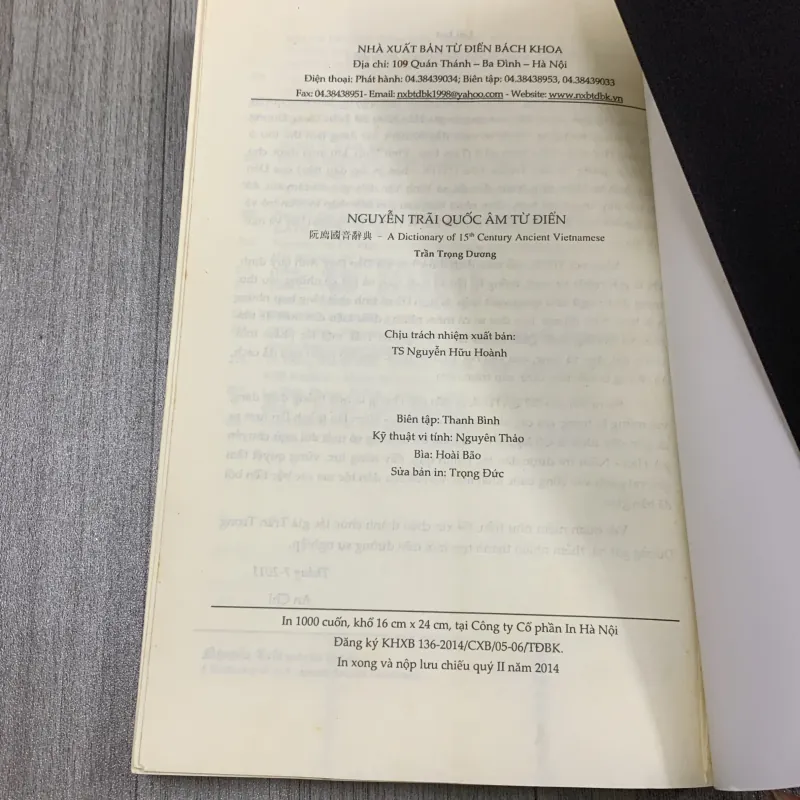 NHÀ XUẤT BẢN TỪ ĐIỂN BÁCH KHOA
Địa chỉ: 109 Quán Thánh – Ba Đình – Hà Nội
Điện thoại: Phát hành: 04.38439034; Biên tập: 04.38438953, 04.38439033
Fax: 04.38438951- Email: nxbtdbk1998@yahoo.com - Website: www.nxbtdbk.vn
NGUYỄN TRÃI QUỐC ÂM TỪ ĐIỂN
阮廌國音辭典 – A Dictionary of 15th Century Ancient Vietnamese
Trần Trọng Dương
Chịu trách nhiệm xuất bản:
TS Nguyễn Hữu Hoành
Biên tập: Thanh Bình
Kỹ thuật vi tính: Nguyên Thảo
Bìa: Hoài Bão
Sửa bản in: Trọng Đức
In 1000 cuốn, khổ 16 cm x 24 cm, tại Công ty Cổ phần In Hà Nội
Đăng ký KHXB 136-2014/CXB/05-06/TĐBK.
In xong và nộp lưu chiểu quý II năm 2014